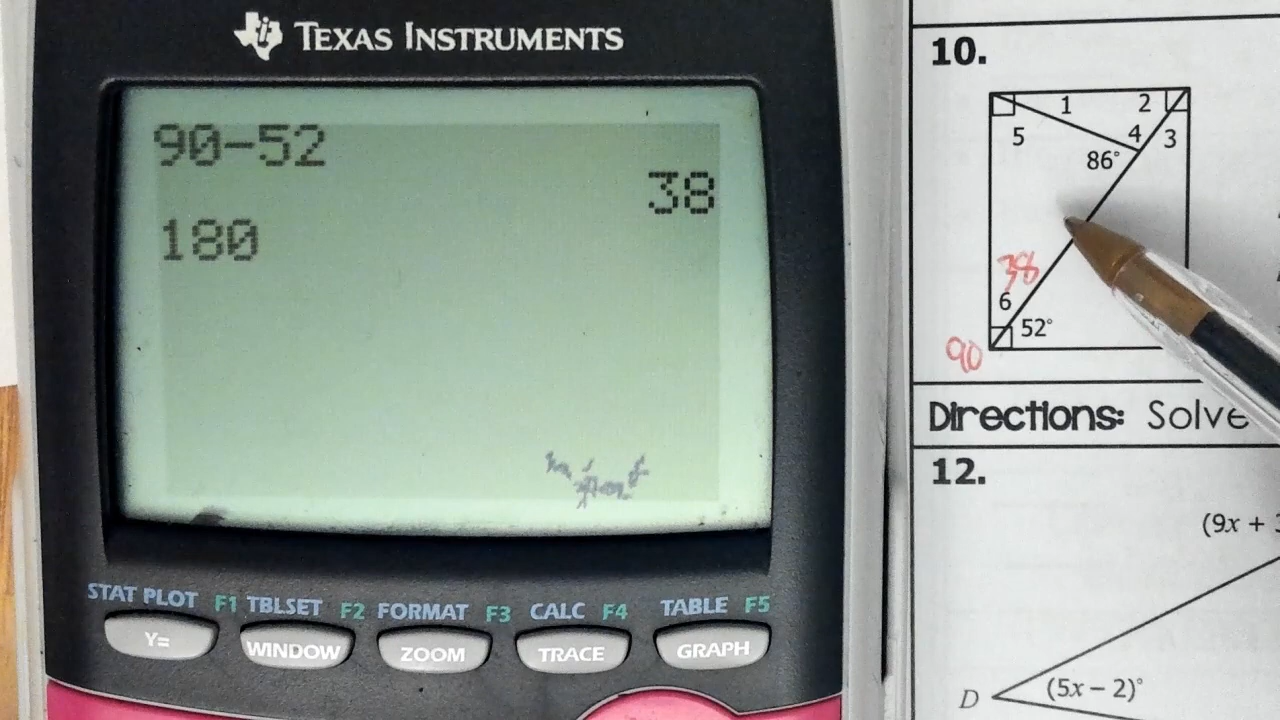 TEXAS INSTRUMENTS
90-52
38
180
STAT PLOT F1 TBLSET F2 FORMAT F3 CALC F4 TABLE F5
Y= WINDOW ZOOM TRACE GRAPH
10.
1 2
5 4 3
86°
38
6
52°
90
Directions: Solve
12.
(9x +
D (5x – 2)°